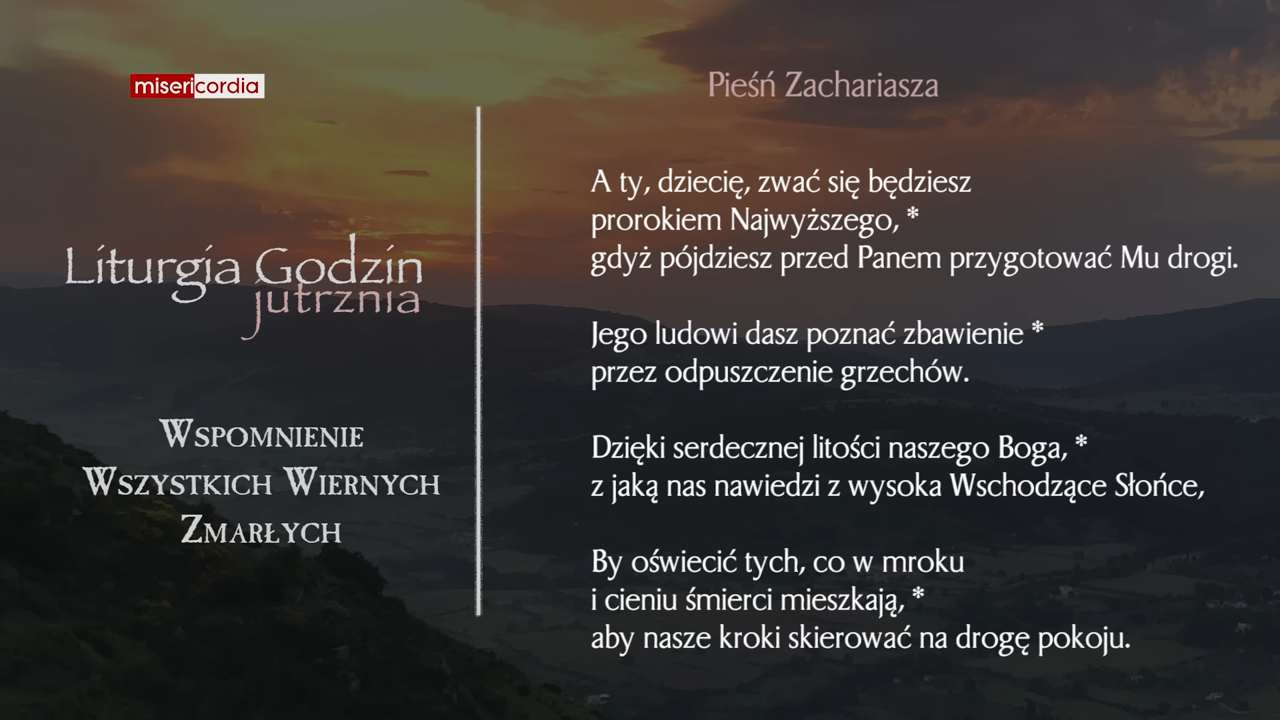 misericordia
Liturgia Godzin
jutrznia
Wspomnienie
Wszystkich Wiernych
Zmarłych
Pieśń Zachariasza
A ty, dziecię, zwać się będziesz
prorokiem Najwyższego, *
gdyż pójdziesz przed Panem przygotować Mu drogi.
Jego ludowi dasz poznać zbawienie *
przez odpuszczenie grzechów.
Dzięki serdecznej litości naszego Boga, *
z jaką nas nawiedzi z wysoka Wschodzące Słońce,
By oświecić tych, co w mroku
i cieniu śmierci mieszkają, *
aby nasze kroki skierować na drogę pokoju.